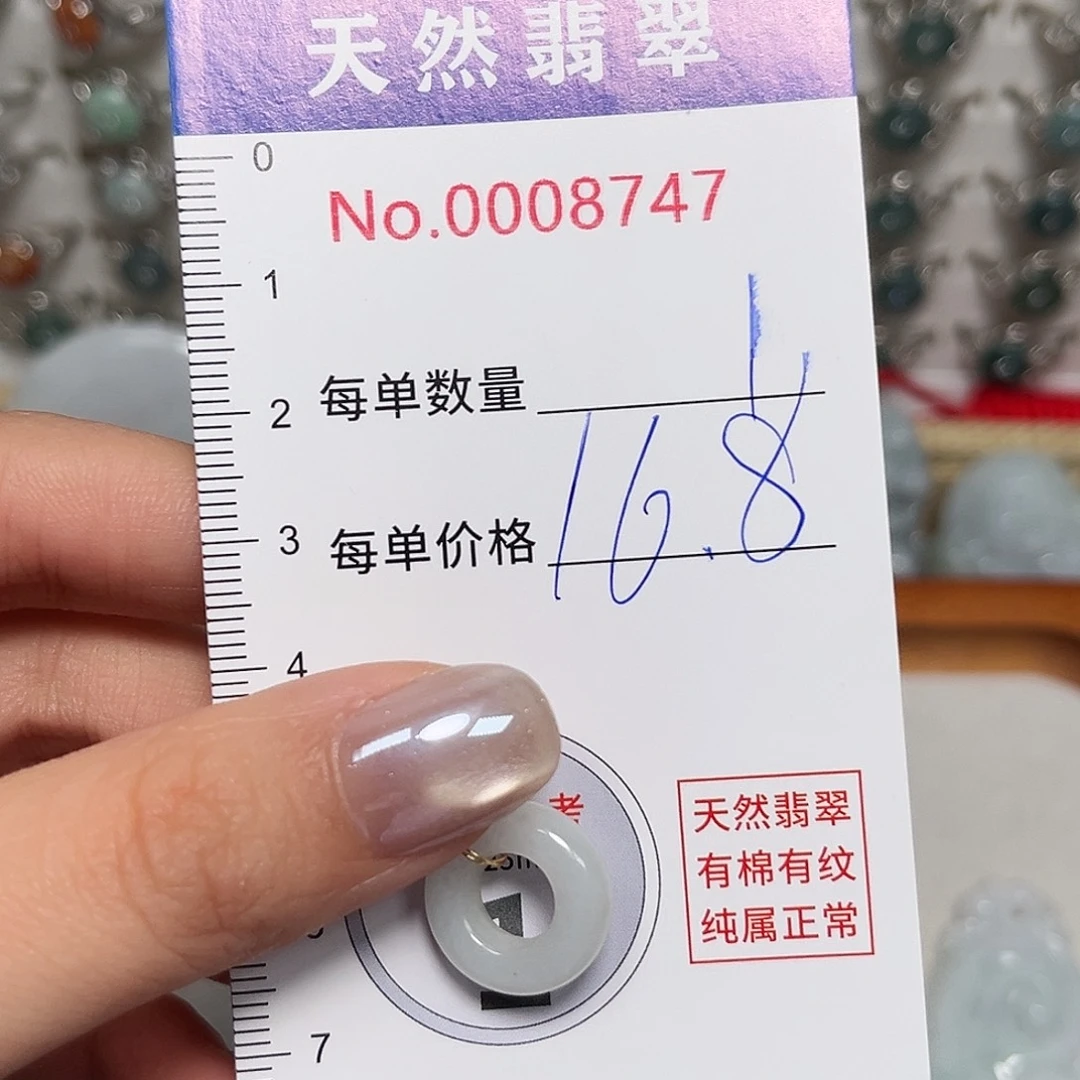 天然翡翠
0
No.0008747
1
每单数量 1
2
每单价格 16.8
3
4
考
天然翡翠
有棉有纹
纯属正常
7